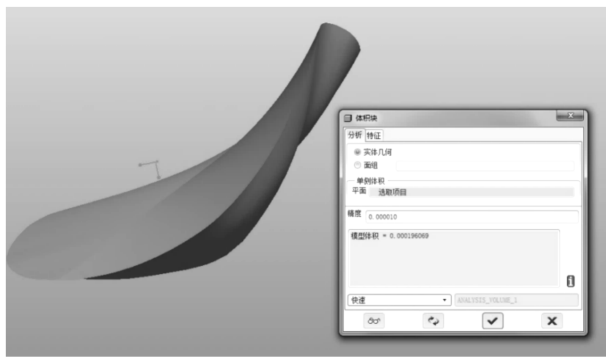 体积块
分析 特征
实体几何
面组
单侧体积
平面 选取项目
精度 0.000010
模型体积 = 0.000196069
快速 ANALYSIS_VOLUME_1